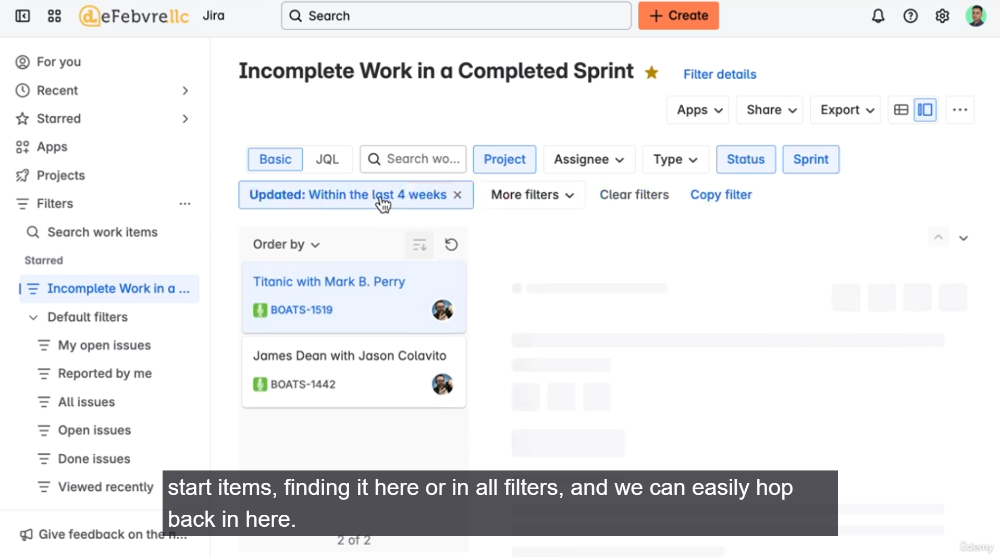 deFebvrellc Jira Search + Create
For you
Recent
Starred
Apps
Projects
Filters
Search work items
Starred
Incomplete Work in a ...
Default filters
My open issues
Reported by me
All issues
Open issues
Done issues
Viewed recently
Give feedback on the n...
Incomplete Work in a Completed Sprint Filter details
Apps Share Export
Basic JQL Search wo... Project Assignee Type Status Sprint
Updated: Within the last 4 weeks More filters Clear filters Copy filter
Order by
Titanic with Mark B. Perry
BOATS-1519
James Dean with Jason Colavito
BOATS-1442
2 of 2
start items, finding it here or in all filters, and we can easily hop
back in here.
udemy